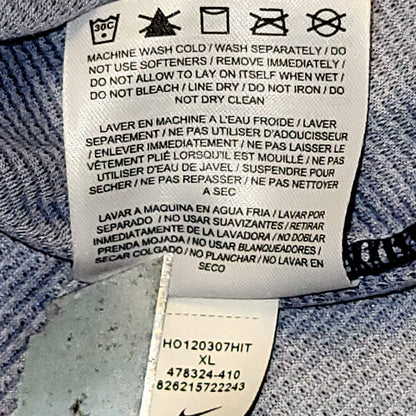 30C
MACHINE WASH COLD / WASH SEPARATELY / DO
NOT USE SOFTENERS / REMOVE IMMEDIATELY /
DO NOT ALLOW TO LAY ON ITSELF WHEN WET /
DO NOT BLEACH / LINE DRY / DO NOT IRON / DO
NOT DRY CLEAN
LAVER EN MACHINE A L'EAU FROIDE / LAVER
SEPAREMENT / NE PAS UTILISER D'ADOUCISSEUR
/ ENLEVER IMMEDIATEMENT / NE PAS LAISSER LE
VÊTEMENT PLIÉ LORSQU'IL EST MOUILLÉ / NE PAS
UTILISER D'EAU DE JAVEL / SUSPENDRE POUR
SECHER / NE PAS REPASSER / NE PAS NETTOYER
A SEC
LAVAR A MAQUINA EN AGUA FRIA / LAVAR POR
SEPARADO / NO USAR SUAVIZANTES / RETIRAR
INMEDIATAMENTE DE LA LAVADORA / NO DOBLAR
PRENDA MOJADA / NO USAR BLANQUEADORES /
SECAR COLGADO / NO PLANCHAR / NO LAVAR EN
SECO
HO120307HIT
XL
478324-410
826215722243